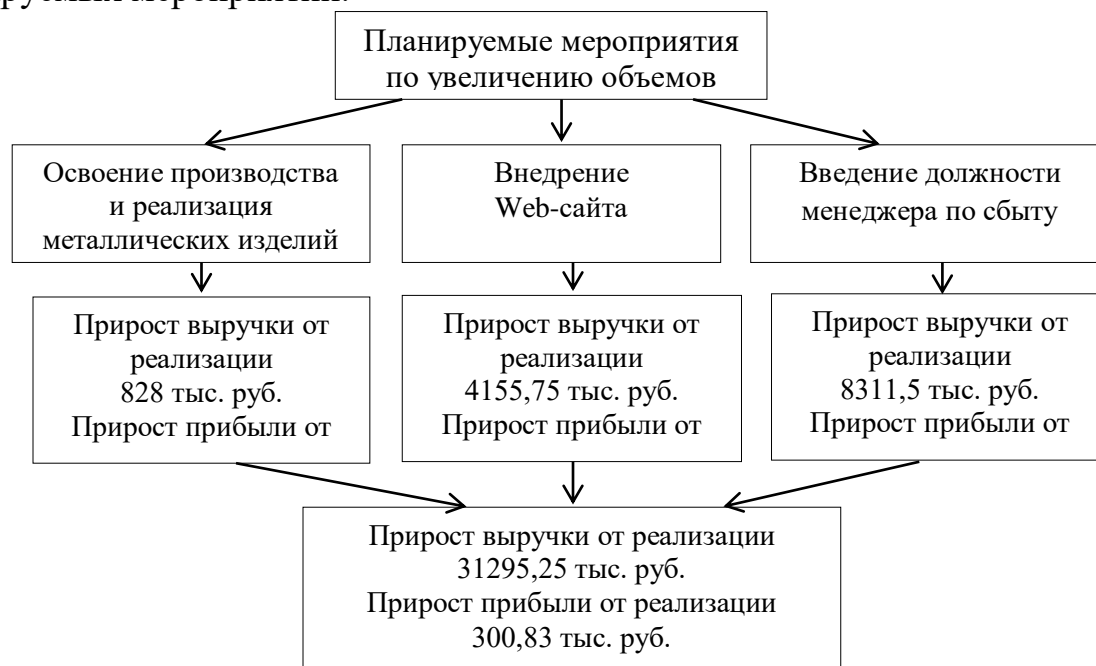 Планируемые мероприятия
по увеличению объемов
Освоение производства
и реализация
металлических изделий
Внедрение
Web-сайта
Введение должности
менеджера по сбыту
Прирост выручки от
реализации
828 тыс. руб.
Прирост прибыли от
Прирост выручки от
реализации
4155,75 тыс. руб.
Прирост прибыли от
Прирост выручки от
реализации
8311,5 тыс. руб.
Прирост прибыли от
Прирост выручки от реализации
31295,25 тыс. руб.
Прирост прибыли от реализации
300,83 тыс. руб.